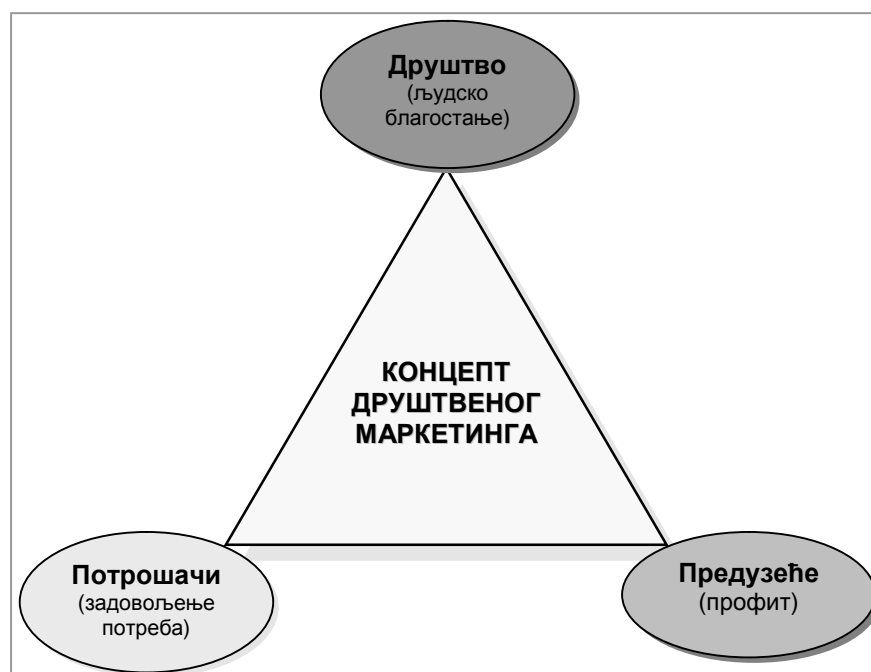 Друштво
(људско
благостање)
КОНЦЕПТ
ДРУШТВЕНОГ
МАРКЕТИНГА
Потрошачи
(задовољење
потреба)
Предузеће
(профит)